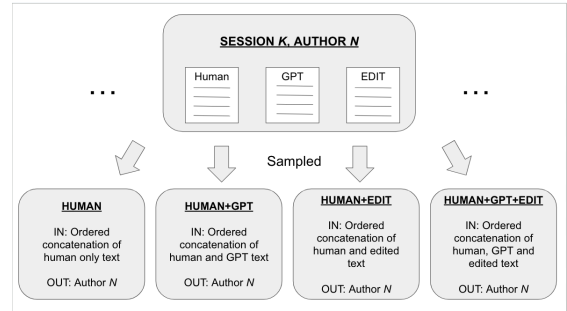 SESSION K, AUTHOR N
Human
GPT
EDIT
...
...
Sampled
HUMAN
IN: Ordered
concatenation of
human only text
OUT: Author N
HUMAN+GPT
IN: Ordered
concatenation of
human and GPT text
OUT: Author N
HUMAN+EDIT
IN: Ordered
concatenation of
human and edited
text
OUT: Author N
HUMAN+GPT+EDIT
IN: Ordered
concatenation of
human, GPT and
edited text
OUT: Author N